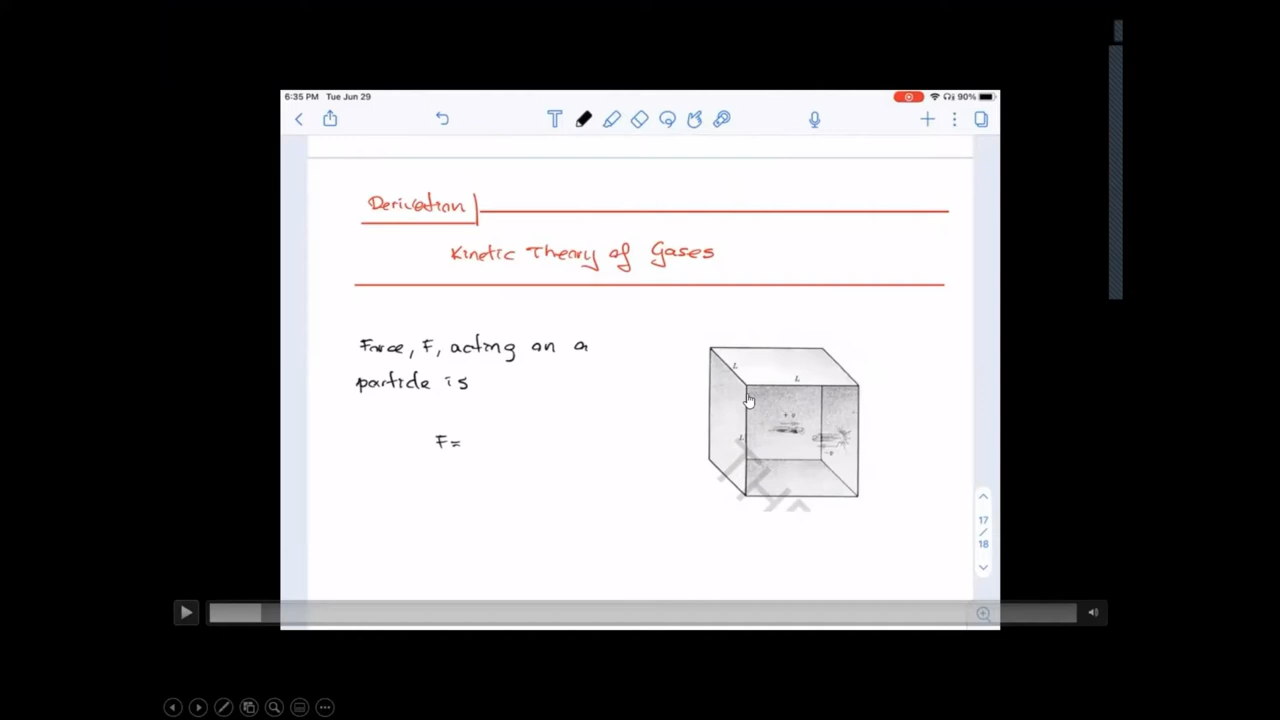 6:35 PM Tue Jun 29
90%
Derivation
Kinetic Theory of Gases
Force, F, acting on a
particle is
F=
L
L
L
+v
-v
TH
17
/
18